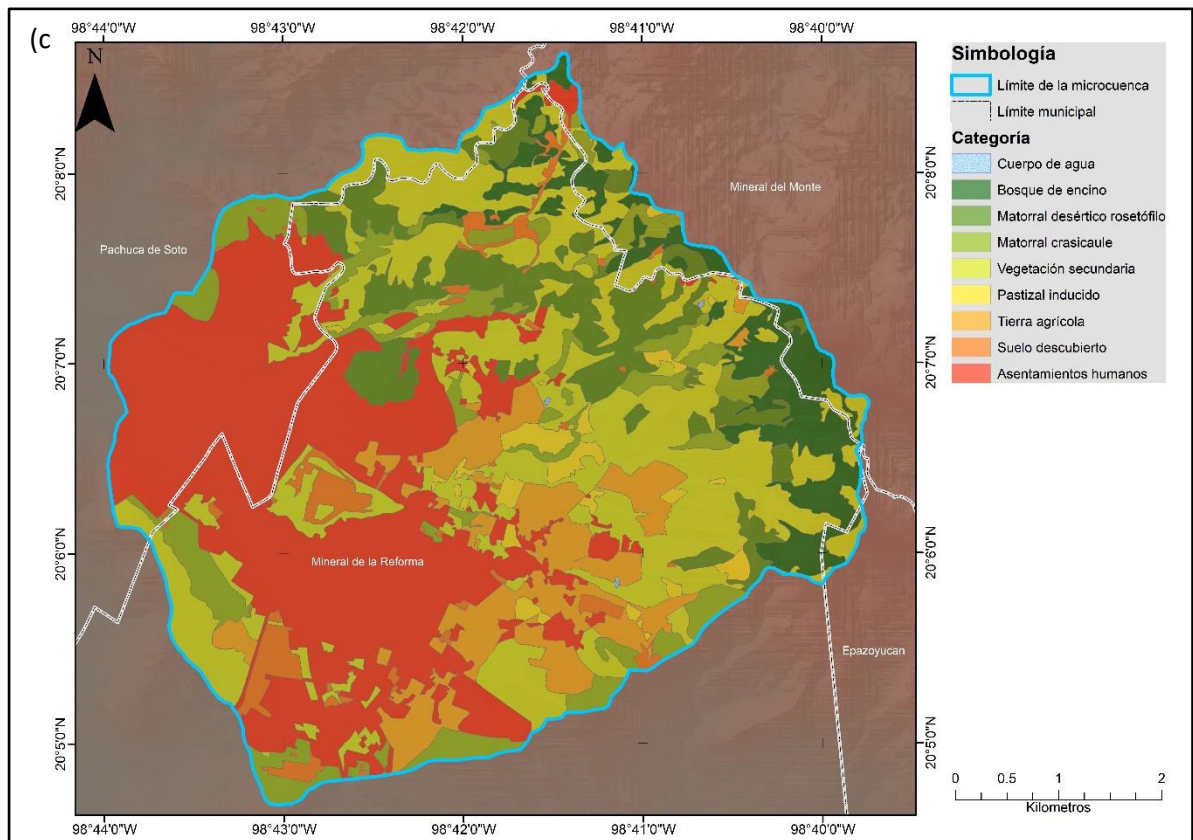 (c
98°44'0"W 98°43'0"W 98°42'0"W 98°41'0"W 98°40'0"W
N
20°8'0"N
20°7'0"N
20°6'0"N
20°5'0"N
Pachuca de Soto
Mineral del Monte
Mineral de la Reforma
Epazoyucan
20°8'0"N
20°7'0"N
20°6'0"N
20°5'0"N
98°44'0"W 98°43'0"W 98°42'0"W 98°41'0"W 98°40'0"W
Simbología
Límite de la microcuenca
Límite municipal
Categoría
Cuerpo de agua
Bosque de encino
Matorral desértico rosetófilo
Matorral crasicaule
Vegetación secundaria
Pastizal inducido
Tierra agrícola
Suelo descubierto
Asentamientos humanos
0 0.5 1 2
Kilometros